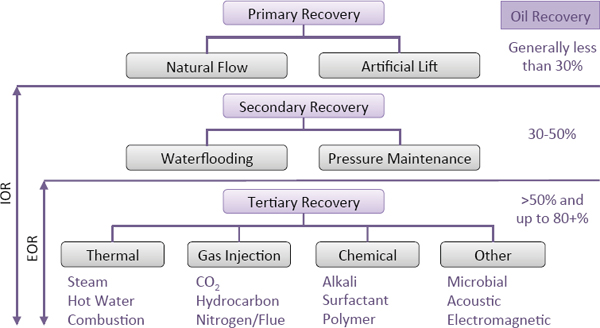 Primary Recovery
Oil Recovery
Natural Flow
Artificial Lift
Generally less
than 30%
Secondary Recovery
Waterflooding
Pressure Maintenance
30-50%
IOR
EOR
Tertiary Recovery
>50% and
up to 80+%
Thermal
Gas Injection
Chemical
Other
Steam
Hot Water
Combustion
CO₂
Hydrocarbon
Nitrogen/Flue
Alkali
Surfactant
Polymer
Microbial
Acoustic
Electromagnetic